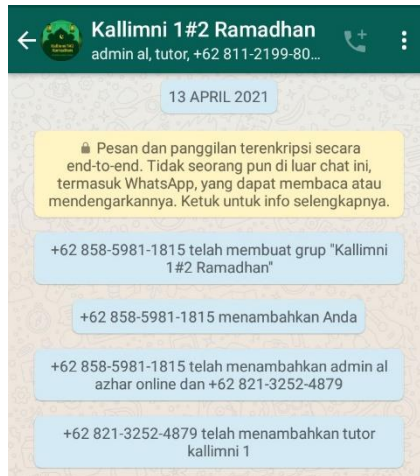 Kallimni 1#2 Ramadhan
admin al, tutor, +62 811-2199-80...
13 APRIL 2021
Pesan dan panggilan terenkripsi secara
end-to-end. Tidak seorang pun di luar chat ini,
termasuk WhatsApp, yang dapat membaca atau
mendengarkannya. Ketuk untuk info selengkapnya.
+62 858-5981-1815 telah membuat grup "Kallimni
1#2 Ramadhan"
+62 858-5981-1815 menambahkan Anda
+62 858-5981-1815 telah menambahkan admin al
azhar online dan +62 821-3252-4879
+62 821-3252-4879 telah menambahkan tutor
kallimni 1